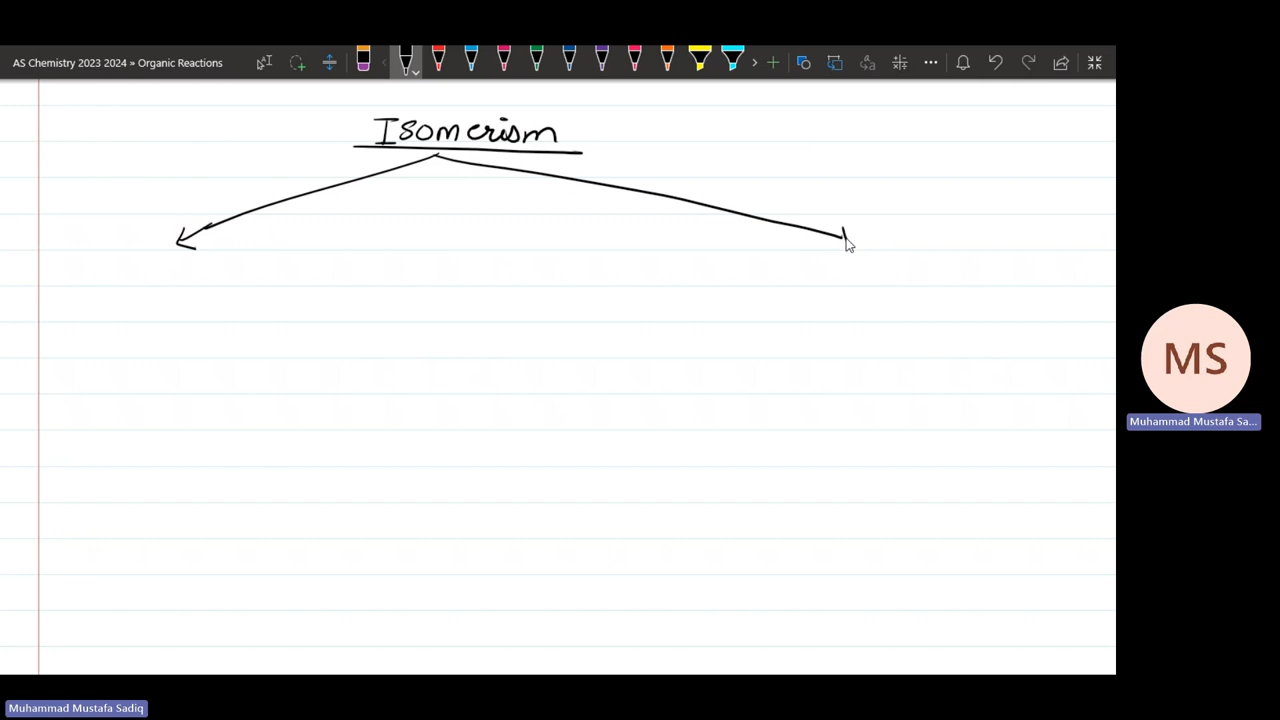 AS Chemistry 2023 2024 » Organic Reactions
Isomerism
MS
Muhammad Mustafa Sa...
Muhammad Mustafa Sadiq